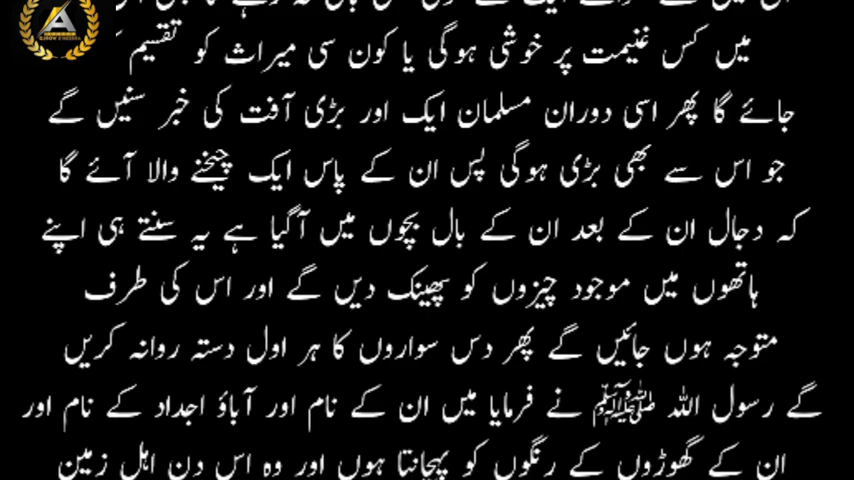 میں کس غنیمت پر خوشی ہوگی یا کون سی میراث کو تقسیم
جائے گا پھر اسی دوران مسلمان ایک اور بڑی آفت کی خبر سنیں گے
جو اس سے بھی بڑی ہوگی پس ان کے پاس ایک چیخنے والا آئے گا
کہ دجال ان کے بعد ان کے بال بچوں میں آگیا ہے یہ سنتے ہی اپنے
ہاتھوں میں موجود چیزوں کو پھینک دیں گے اور اس کی طرف
متوجہ ہوں جائیں گے پھر دس سواروں کا ہر اول دستہ روانہ کریں
گے رسول اللہ ﷺ نے فرمایا میں ان کے نام اور آباؤ اجداد کے نام اور
ان کے گھوڑوں کے رنگوں کو پہچانتا ہوں اور وہ اس دن اہل زمین